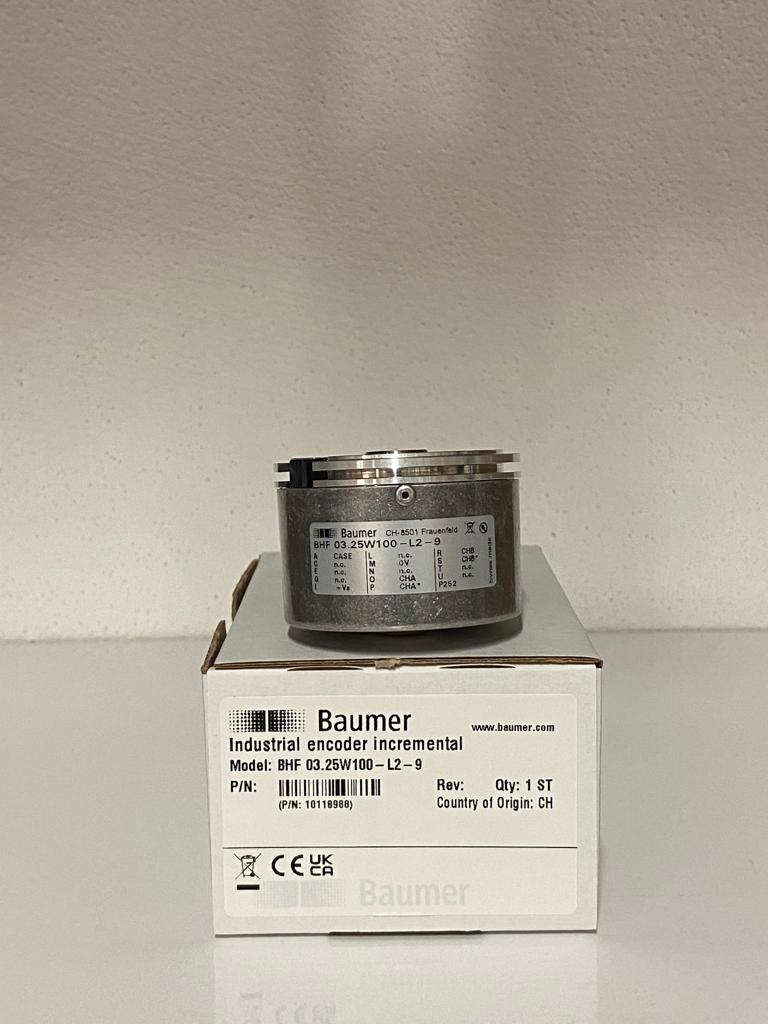 Baumer CH-8501 Frauenfeld
BHF 03.25W100-L2-9
A CASE L n.c. R CHB
C n.c. M 0V S CHB*
E n.c. N n.c. T n.c.
G n.c. O CHA U n.c.
I +Vs P CHA* P252
swiss made
Baumer www.baumer.com
Industrial encoder incremental
Model: BHF 03.25W100-L2-9
P/N: Rev: Qty: 1 ST
(P/N: 10118988) Country of Origin: CH
CE UK
CA
Baumer